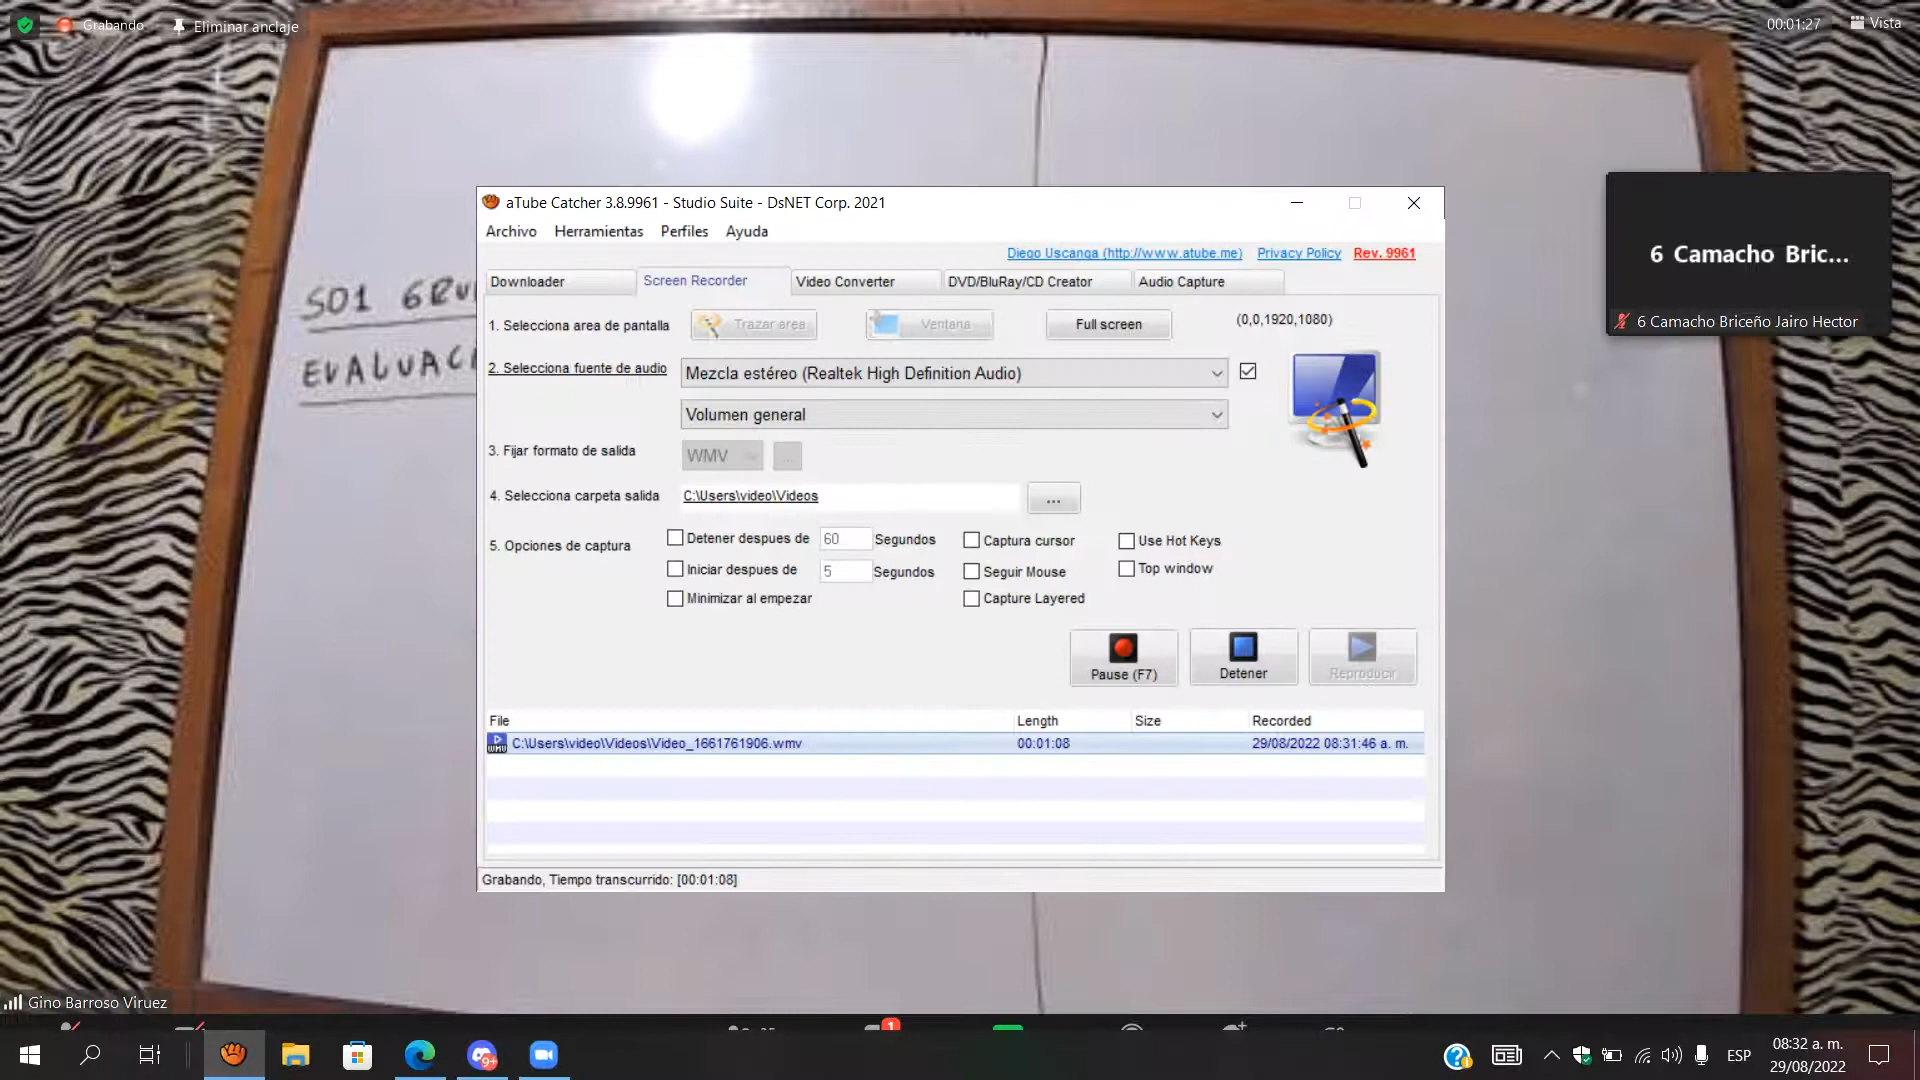 Grabando
Eliminar anclaje
00:01:27
Vista
SO1 GRU
EVALUAC
aTube Catcher 3.8.9961 - Studio Suite - DsNET Corp. 2021
Archivo Herramientas Perfiles Ayuda
Diego Uscanga (http://www.atube.me) Privacy Policy Rev. 9961
Downloader Screen Recorder Video Converter DVD/BluRay/CD Creator Audio Capture
1. Selecciona area de pantalla Trazar area Ventana Full screen (0,0,1920,1080)
2. Selecciona fuente de audio Mezcla estéreo (Realtek High Definition Audio)
Volumen general
3. Fijar formato de salida WMV ...
4. Selecciona carpeta salida C:\Users\video\Videos ...
5. Opciones de captura
Detener despues de 60 Segundos Captura cursor Use Hot Keys
Iniciar despues de 5 Segundos Seguir Mouse Top window
Minimizar al empezar Capture Layered
Pause (F7) Detener Reproducir
File Length Size Recorded
C:\Users\video\Videos\Video_1661761906.wmv 00:01:08 29/08/2022 08:31:46 a. m.
Grabando, Tiempo transcurrido: [00:01:08]
6 Camacho Bric...
6 Camacho Briceño Jairo Hector
Gino Barroso Viruez
1
9+
ESP
08:32 a. m.
29/08/2022